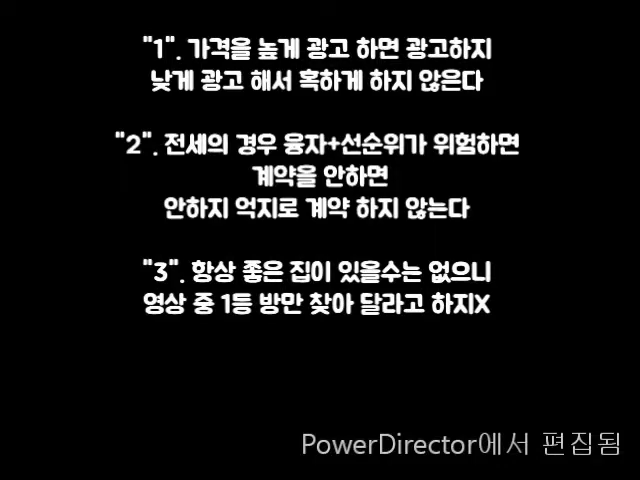 "1". 가격을 높게 광고 하면 광고하지
낮게 광고 해서 혹하게 하지 않은다
"2". 전세의 경우 융자+선순위가 위험하면
계약을 안하면
안하지 억지로 계약 하지 않는다
"3". 항상 좋은 집이 있을수는 없으니
영상 중 1등 방만 찾아 달라고 하지X
PowerDirector에서 편집됨